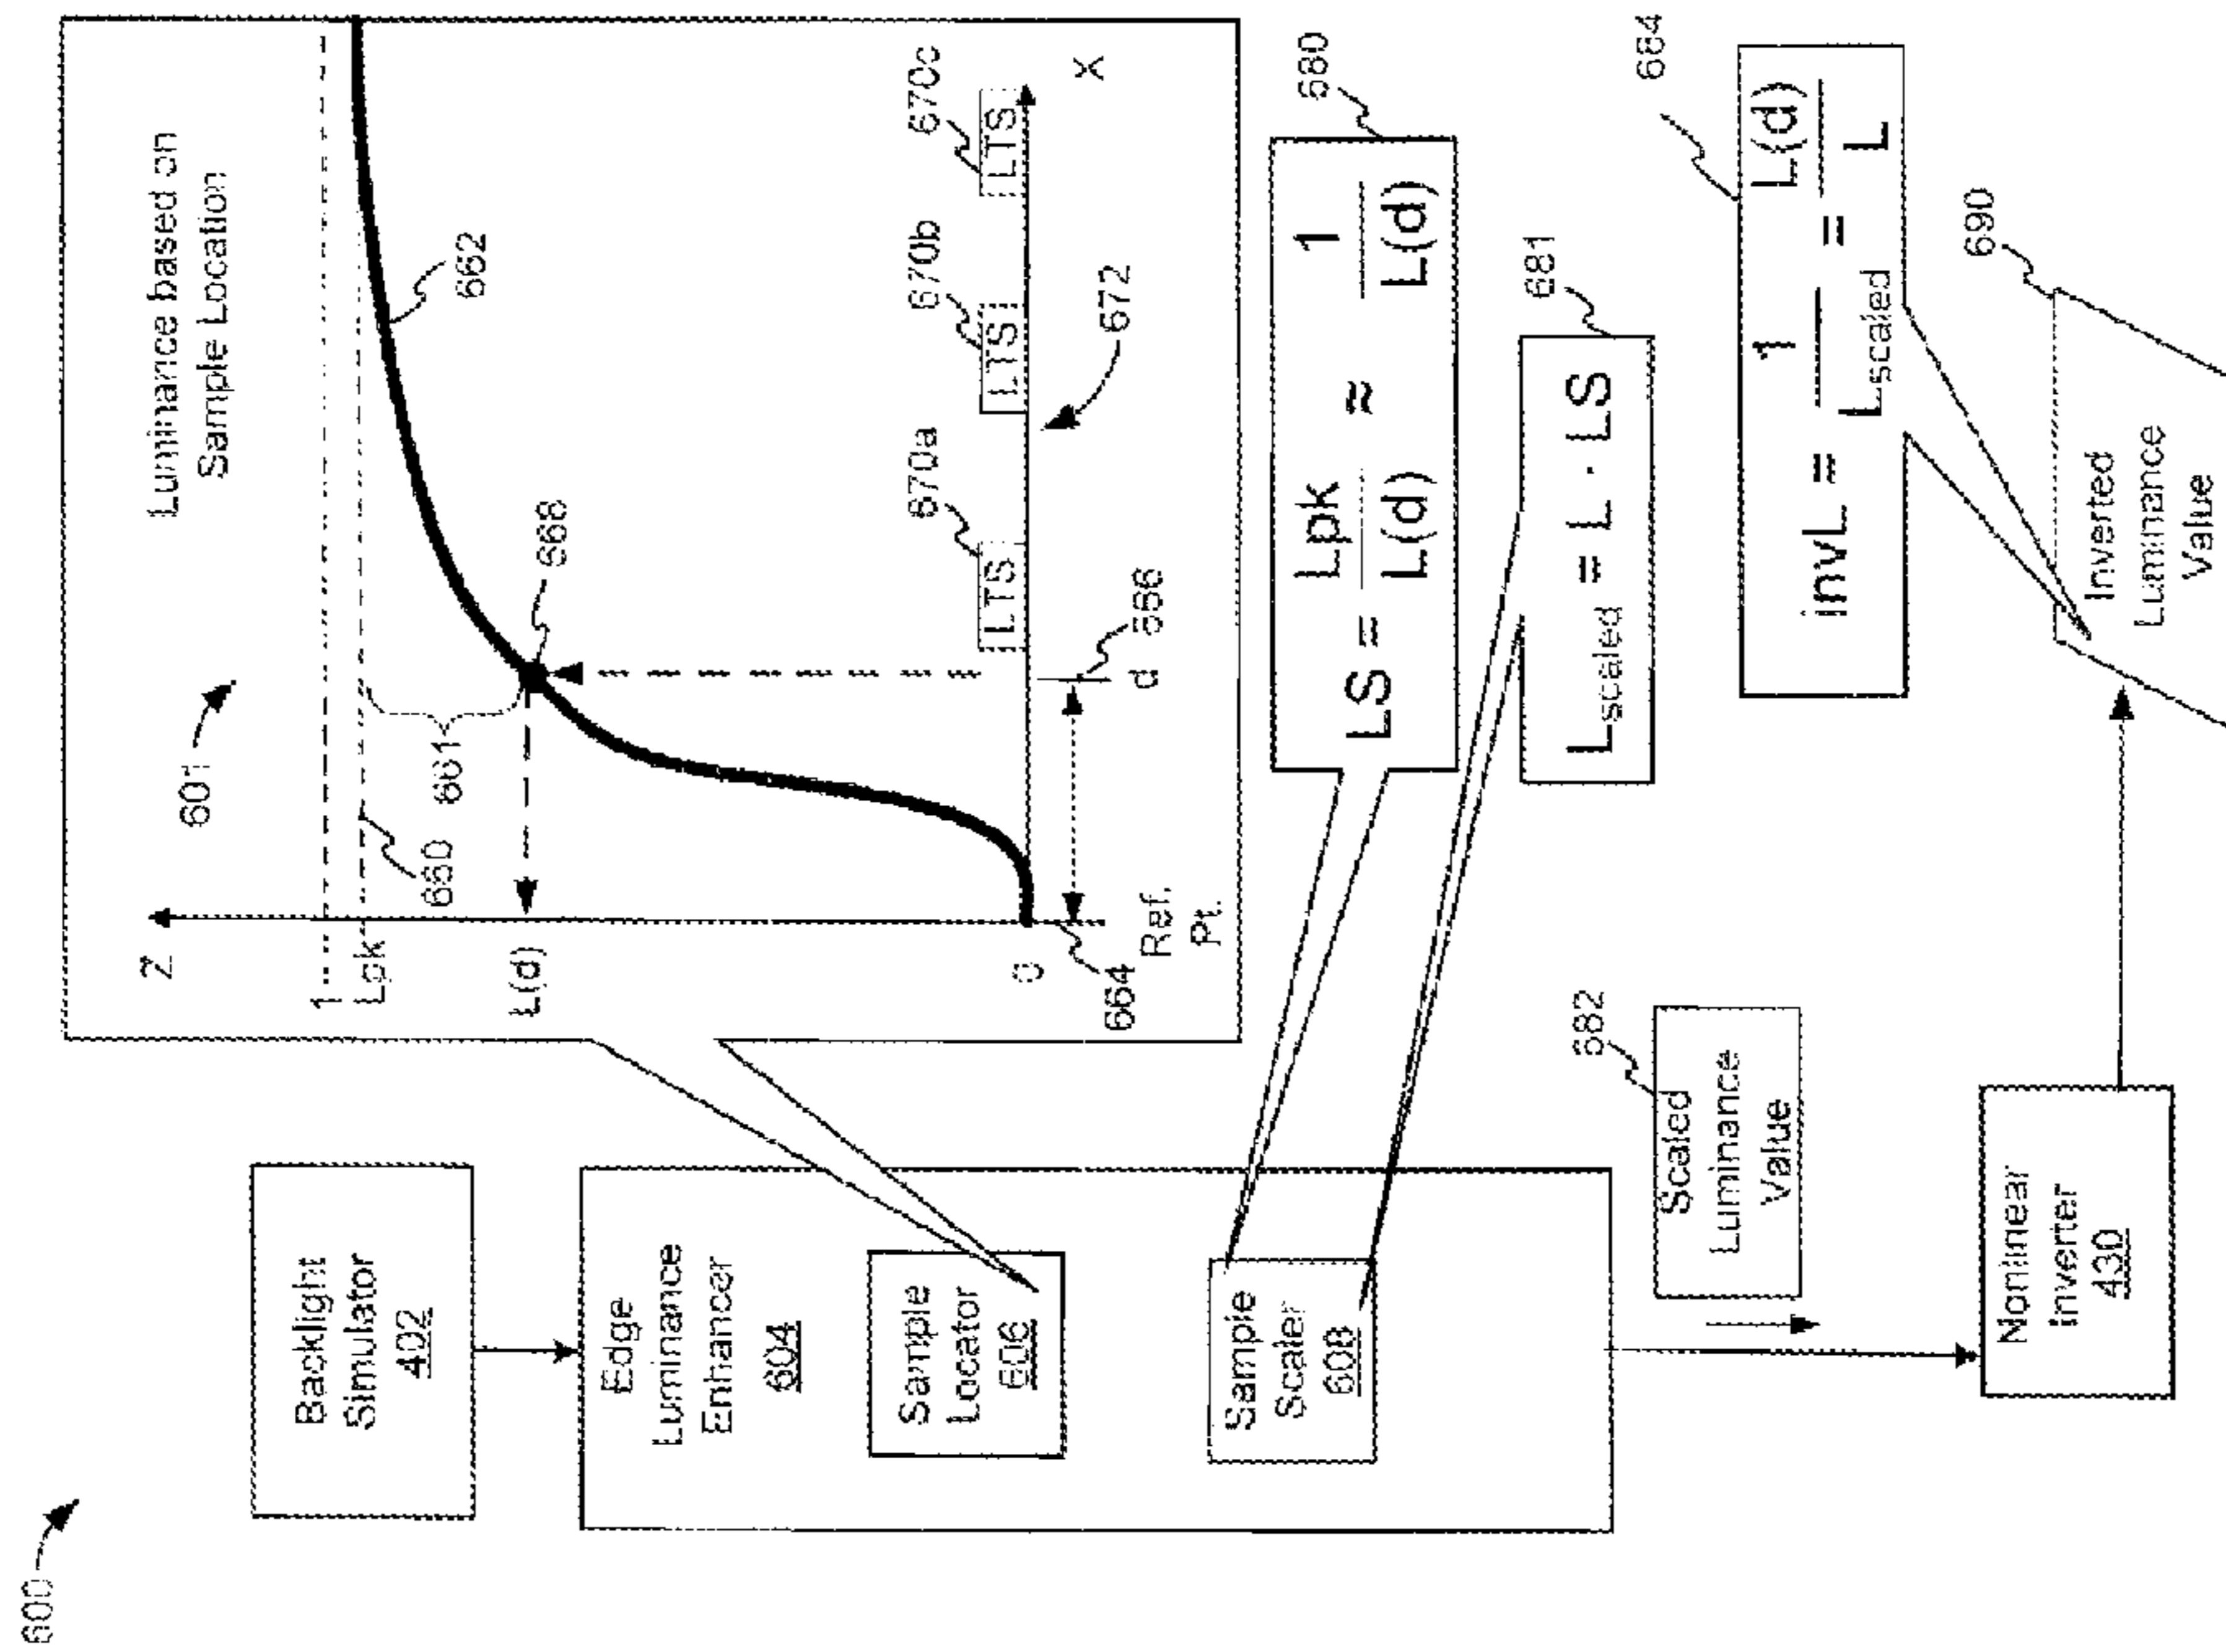 600
Backlight
Simulator
402
Edge
Luminance
Enhancer
604
Sample
Locator
606
Sample
Scaler
608
601
Luminance based on
Sample Location
Z
1
Lpk
L(d)
0
660
661
662
668
664
Ref.
Pt.
d
666
LTS
LTS
LTS
670a
670b
670c
672
X
LS = Lpk / L(d) ≈ 1 / L(d)
680
Lscaled = L · LS
681
Scaled
Luminance
Value
682
Nonlinear
Inverter
430
invL = 1 / Lscaled = L(d) / L
684
Inverted
Luminance
Value
690